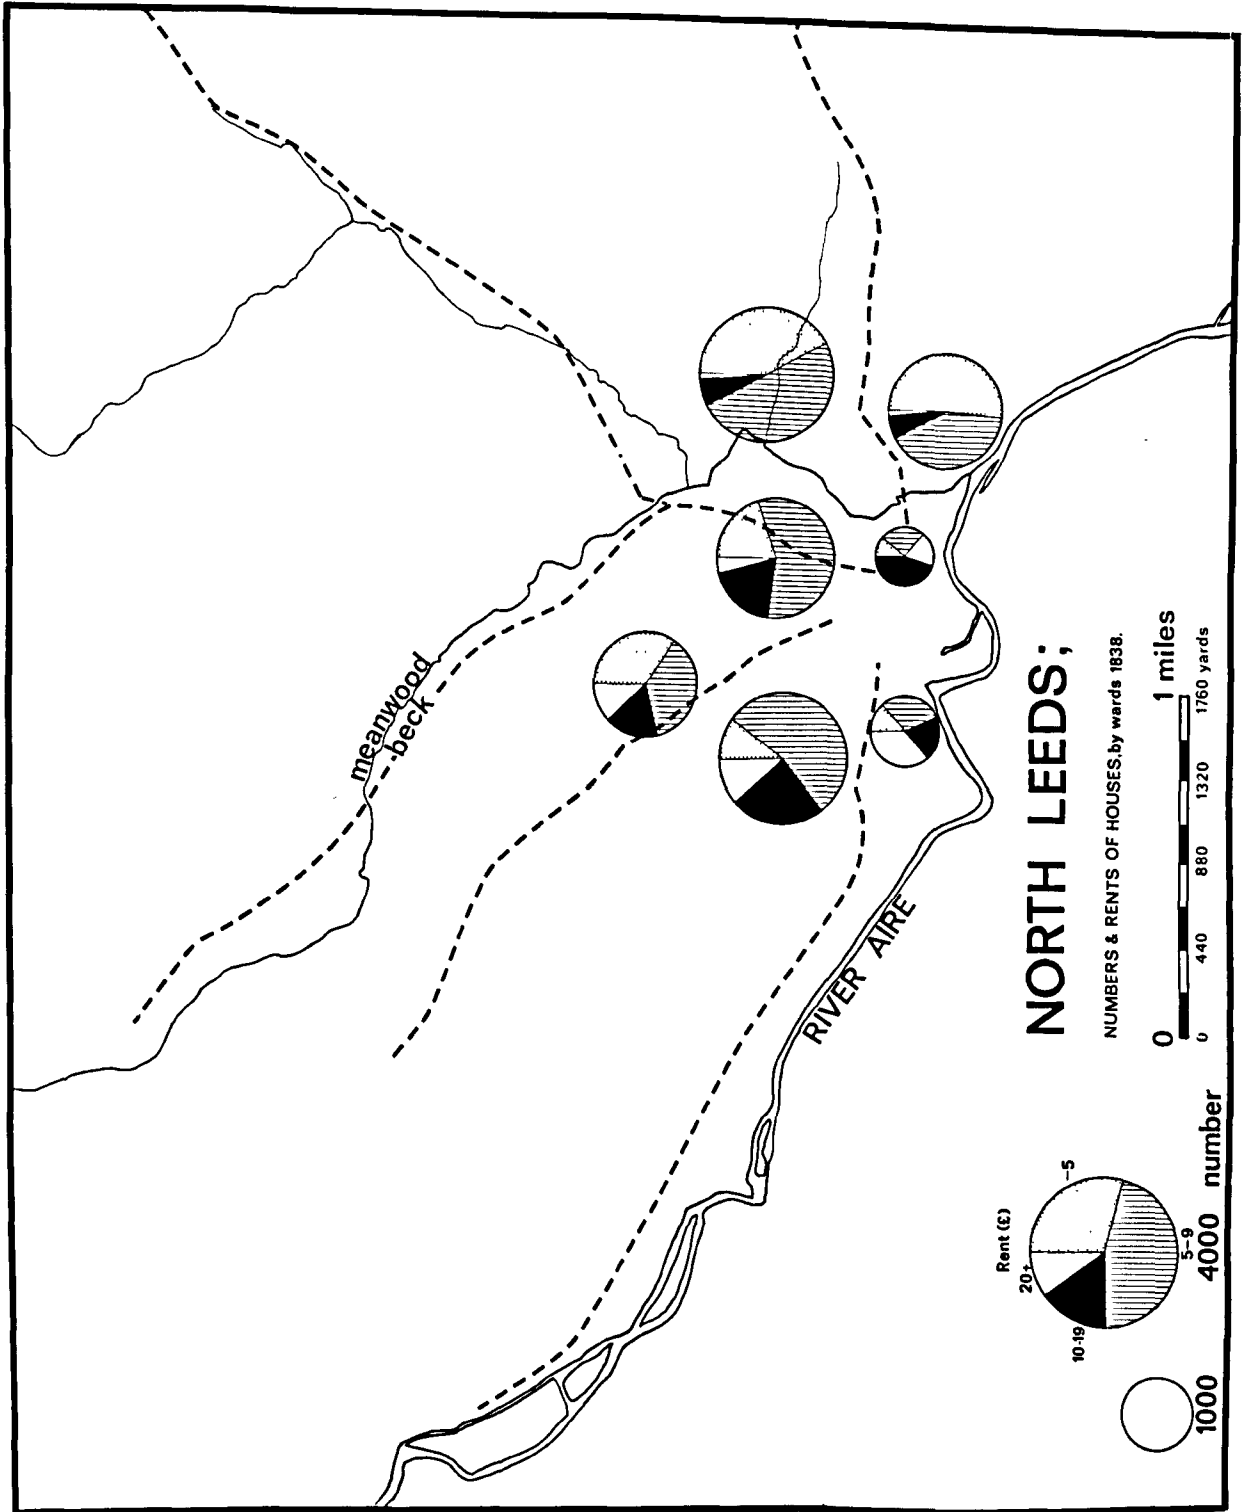 meanwood
beck
RIVER AIRE
NORTH LEEDS;
NUMBERS & RENTS OF HOUSES,by wards 1838.
0 1 miles
0 440 880 1320 1760 yards
Rent (£)
20+
-5
10-19
5-9
1000 4000 number